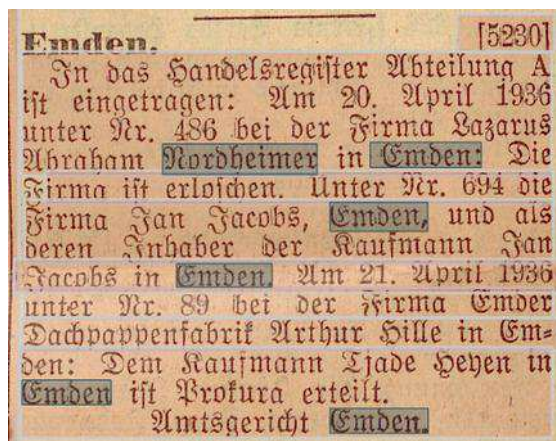 Emden. [5230]
In das Handelsregister Abteilung A
ist eingetragen: Am 20. April 1936
unter Nr. 486 bei der Firma Lazarus
Abraham Nordheimer in Emden: Die
Firma ist erloschen. Unter Nr. 694 die
Firma Jan Jacobs, Emden, und als
deren Inhaber der Kaufmann Jan
Jacobs in Emden. Am 21. April 1936
unter Nr. 89 bei der Firma Emder
Dachpappenfabrik Arthur Hille in Em-
den: Dem Kaufmann Tjade Heyen in
Emden ist Prokura erteilt.
Amtsgericht Emden.